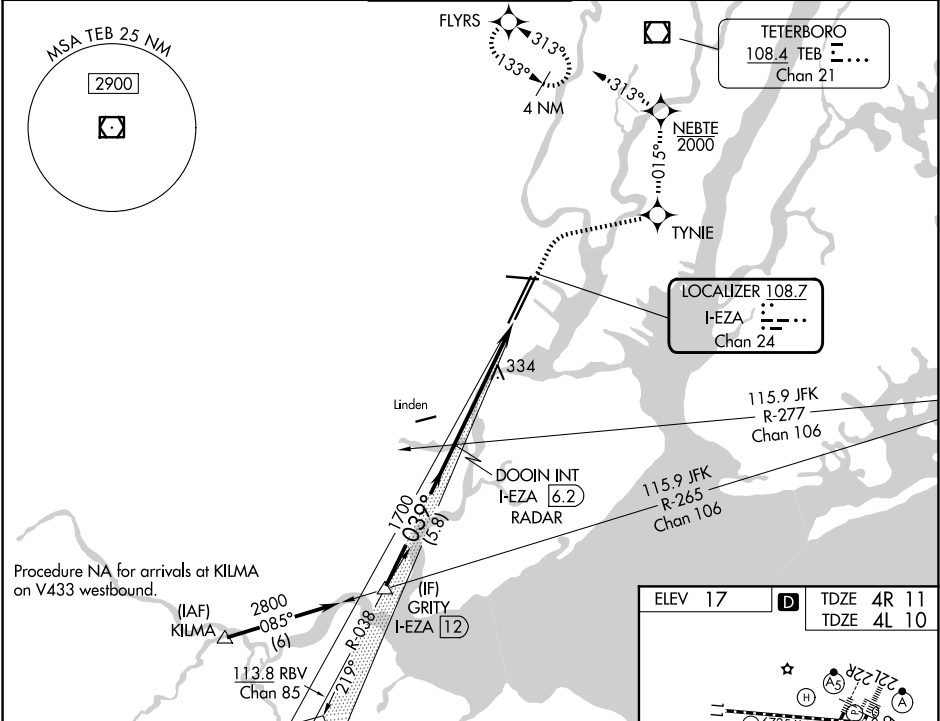 MSA TEB 25 NM
2900
FLYRS
313°
133°
4 NM
313°
NEBTE
2000
015°
TYNIE
TETERBORO
108.4 TEB
Chan 21
LOCALIZER 108.7
I-EZA
Chan 24
334
Linden
115.9 JFK
R-277
Chan 106
DOOIN INT
I-EZA 6.2
RADAR
115.9 JFK
R-265
Chan 106
1700
039°
(5.8)
Procedure NA for arrivals at KILMA
on V433 westbound.
(IAF)
KILMA
2800
085°
(6)
(IF)
GRITY
I-EZA 12
113.8 RBV
Chan 85
219° R-038
ELEV 17
D
TDZE 4R 11
TDZE 4L 10
H
A5
22R
22L
A
P
11